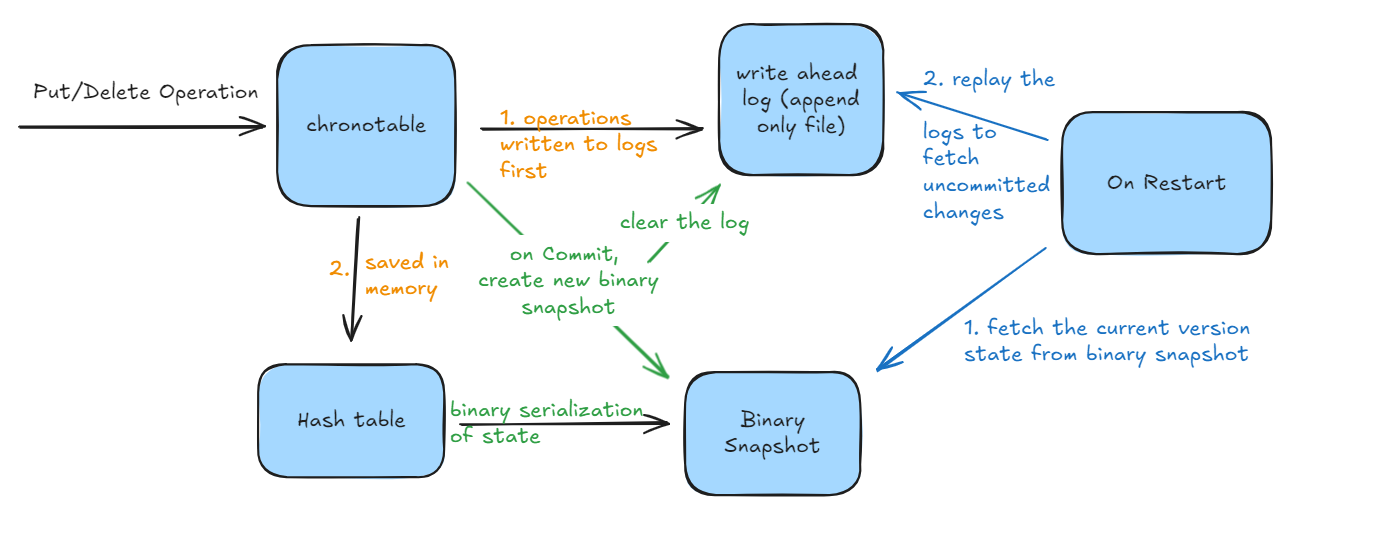 Put/Delete Operation
chronotable
1. operations
written to logs
first
write ahead
log (append
only file)
2. replay the
logs to
fetch
uncommitted
changes
On Restart
clear the log
on Commit,
create new binary
snapshot
2.
saved in
memory
1. fetch the current version
state from binary snapshot
Hash table
binary serialization
of state
Binary
Snapshot